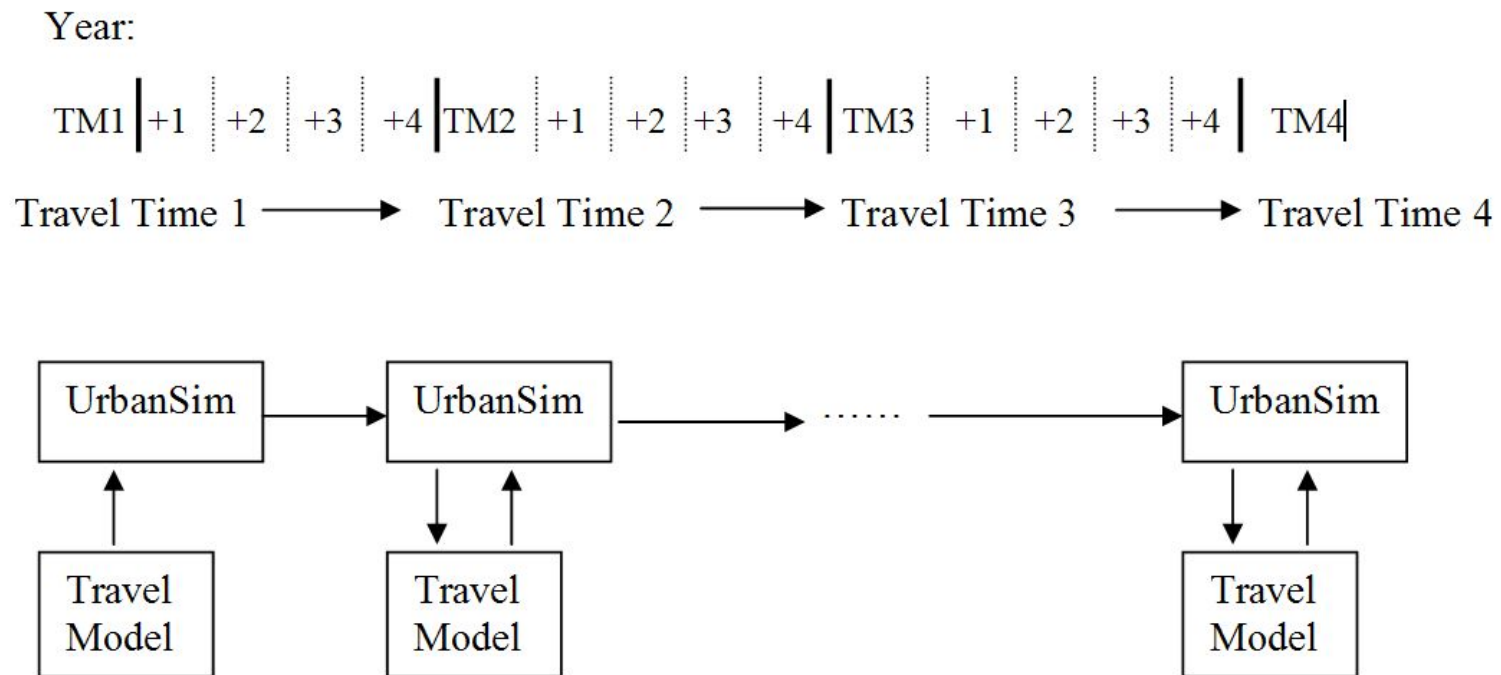 Year:
TM1 +1 +2 +3 +4 TM2 +1 +2 +3 +4 TM3 +1 +2 +3 +4 TM4
Travel Time 1 Travel Time 2 Travel Time 3 Travel Time 4
UrbanSim UrbanSim ...... UrbanSim
Travel Travel Travel
Model Model Model